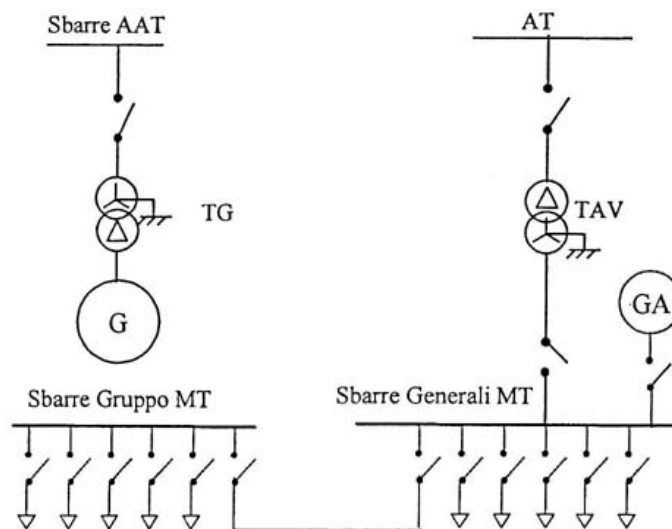 Sbarre AAT
AT
TG
TAV
G
GA
Sbarre Gruppo MT
Sbarre Generali MT